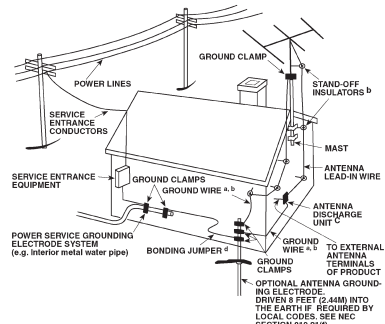 GROUND CLAMP
POWER LINES
STAND-OFF
INSULATORS b
SERVICE
ENTRANCE
CONDUCTORS
MAST
ANTENNA
LEAD-IN WIRE
SERVICE ENTRANCE
EQUIPMENT
GROUND CLAMPS
GROUND WIRE a, b
ANTENNA
DISCHARGE
UNIT C
POWER SERVICE GROUNDING
ELECTRODE SYSTEM
(e.g. Interior metal water pipe)
BONDING JUMPER d
GROUND
WIRE a, b
TO EXTERNAL
ANTENNA
TERMINALS
OF PRODUCT
GROUND
CLAMPS
OPTIONAL ANTENNA GROUND-
ING ELECTRODE.
DRIVEN 8 FEET (2.44M) INTO
THE EARTH IF REQUIRED BY
LOCAL CODES. SEE NEC
SECTION